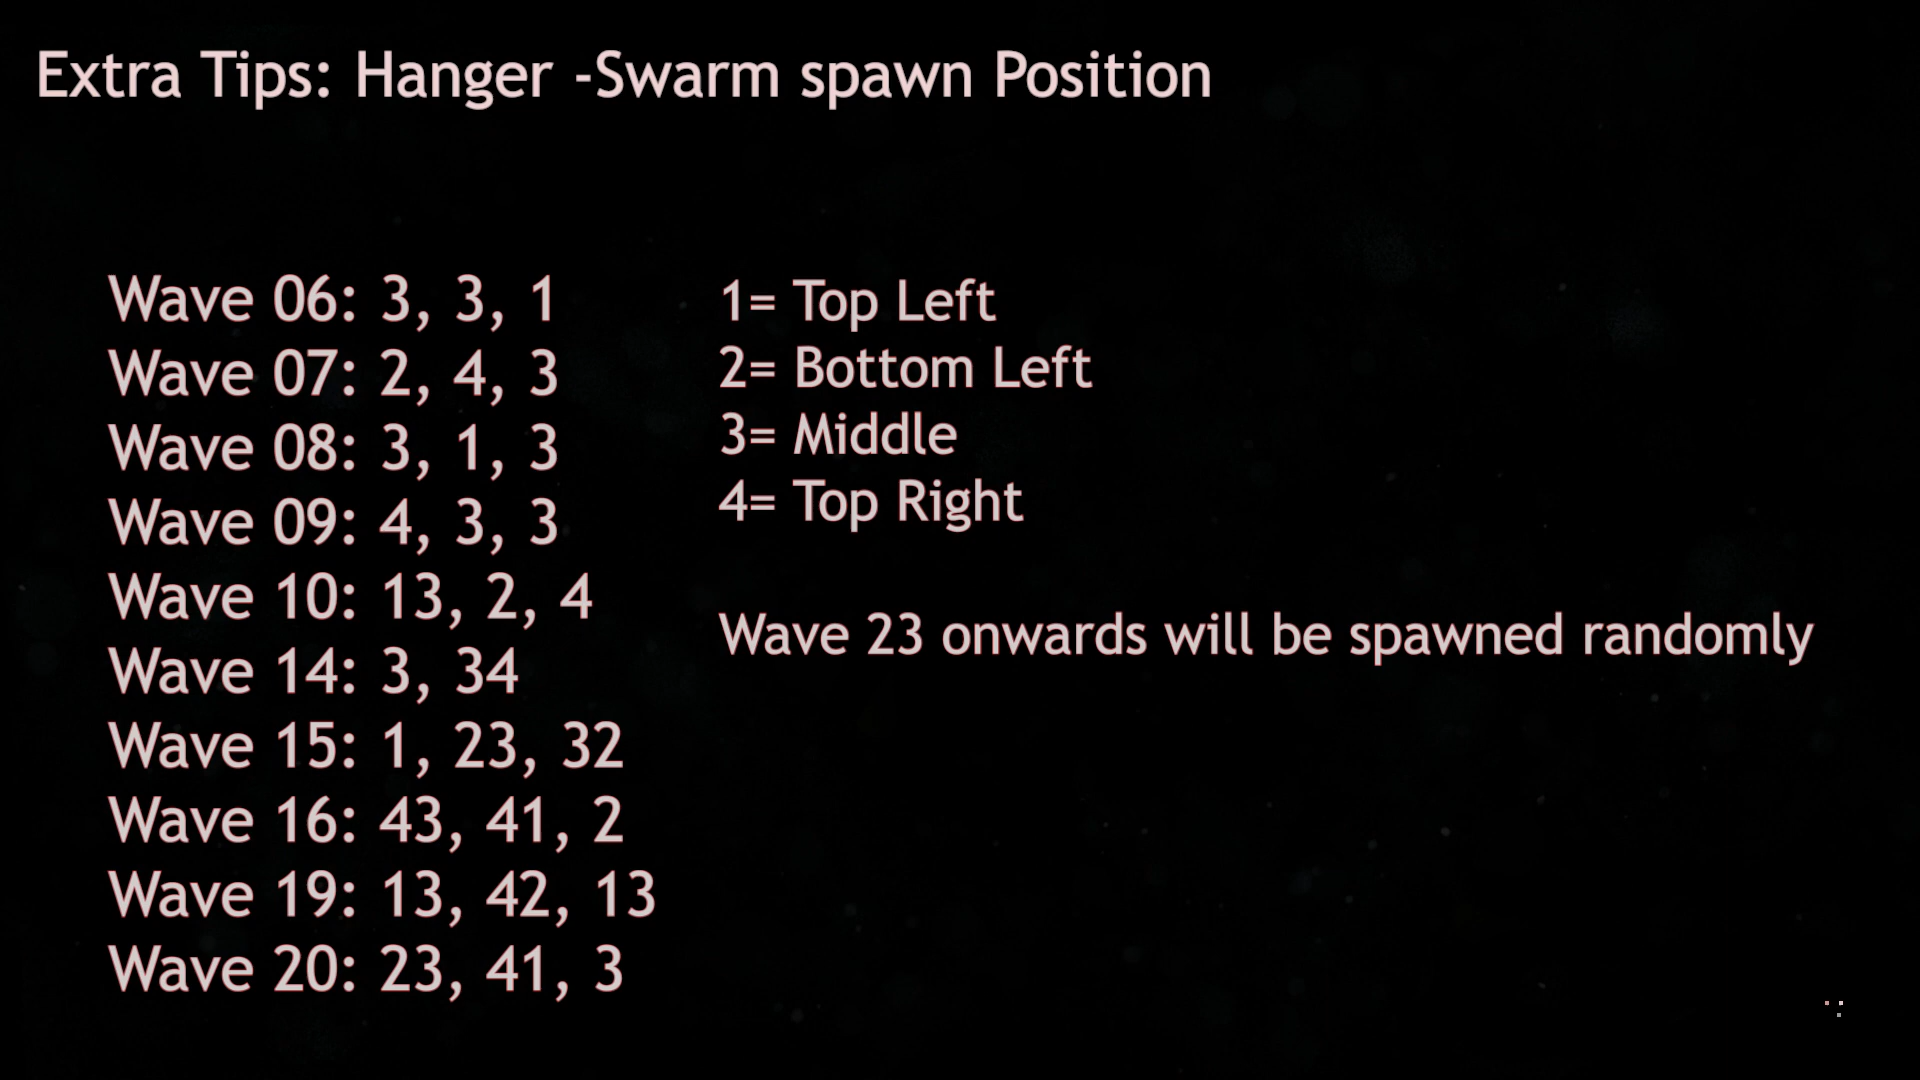 Extra Tips: Hanger -Swarm spawn Position
Wave 06: 3, 3, 1
Wave 07: 2, 4, 3
Wave 08: 3, 1, 3
Wave 09: 4, 3, 3
Wave 10: 13, 2, 4
Wave 14: 3, 34
Wave 15: 1, 23, 32
Wave 16: 43, 41, 2
Wave 19: 13, 42, 13
Wave 20: 23, 41, 3
1= Top Left
2= Bottom Left
3= Middle
4= Top Right
Wave 23 onwards will be spawned randomly